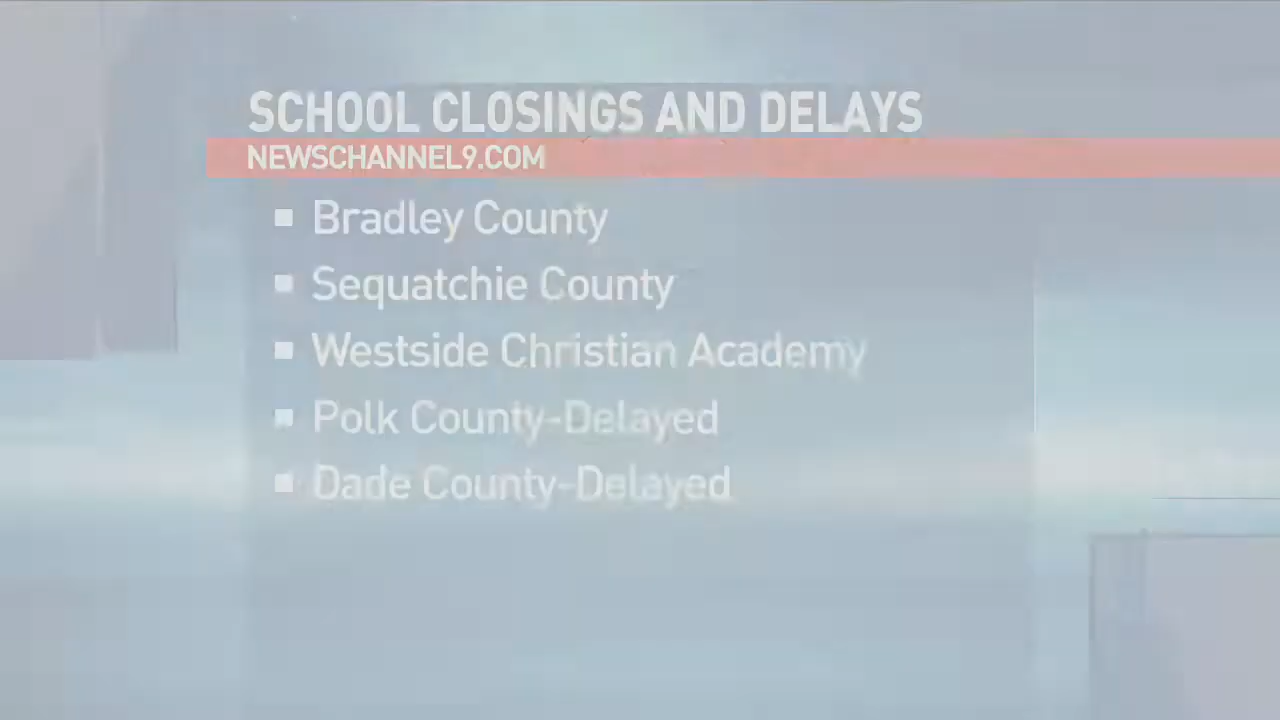 SCHOOL CLOSINGS AND DELAYS
NEWSCHANNEL9.COM
Bradley County
Sequatchie County
Westside Christian Academy
Polk County-Delayed
Dade County-Delayed